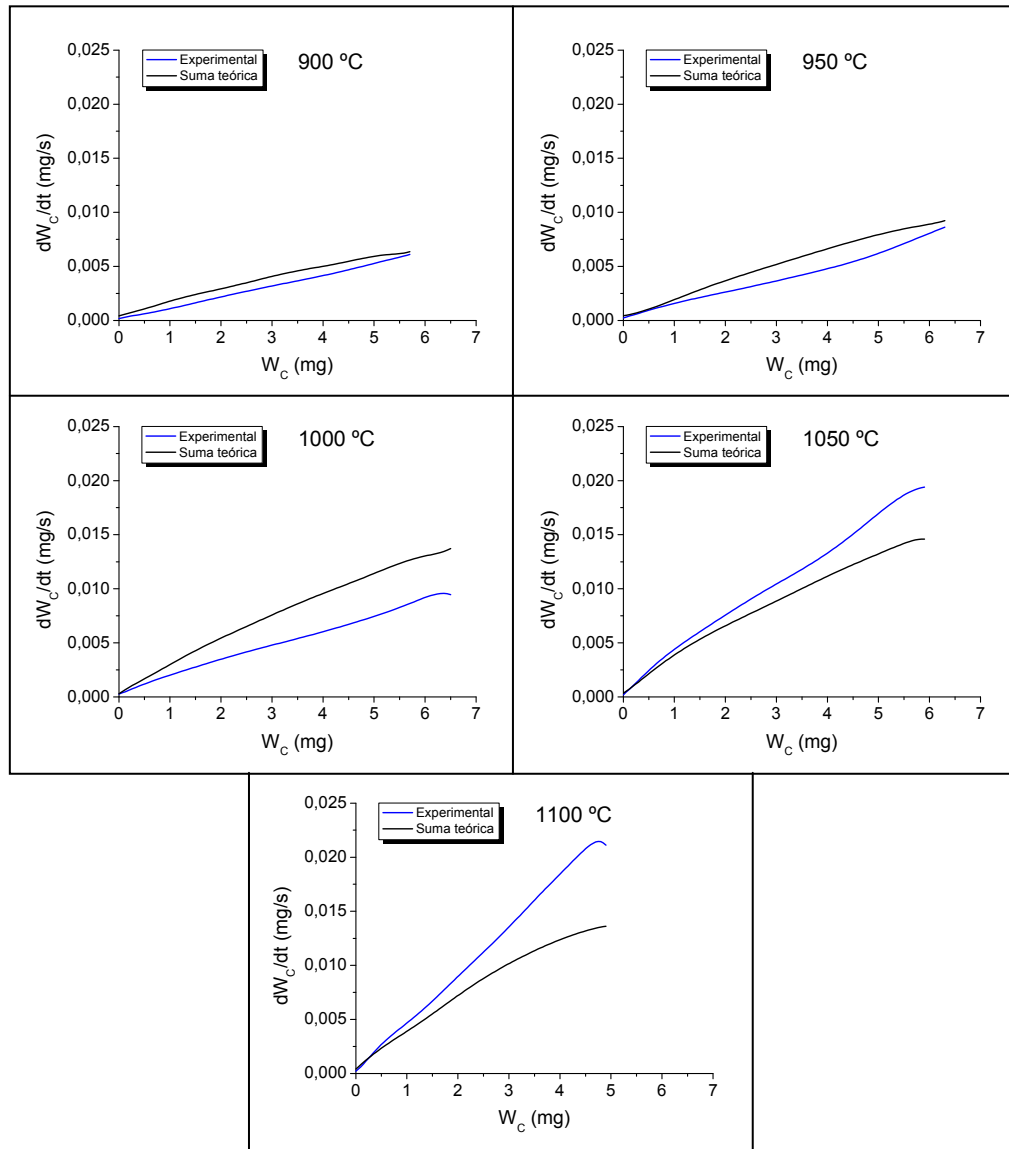 0,025
0,020
0,015
0,010
0,005
0,000
dW_C/dt (mg/s)
Experimental
Suma teórica
900 ºC
0 1 2 3 4 5 6 7
W_C (mg)
0,025
0,020
0,015
0,010
0,005
0,000
dW_C/dt (mg/s)
Experimental
Suma teórica
950 ºC
0 1 2 3 4 5 6 7
W_C (mg)
0,025
0,020
0,015
0,010
0,005
0,000
dW_C/dt (mg/s)
Experimental
Suma teórica
1000 ºC
0 1 2 3 4 5 6 7
W_C (mg)
0,025
0,020
0,015
0,010
0,005
0,000
dW_C/dt (mg/s)
Experimental
Suma teórica
1050 ºC
0 1 2 3 4 5 6 7
W_C (mg)
0,025
0,020
0,015
0,010
0,005
0,000
dW_C/dt (mg/s)
Experimental
Suma teórica
1100 ºC
0 1 2 3 4 5 6 7
W_C (mg)